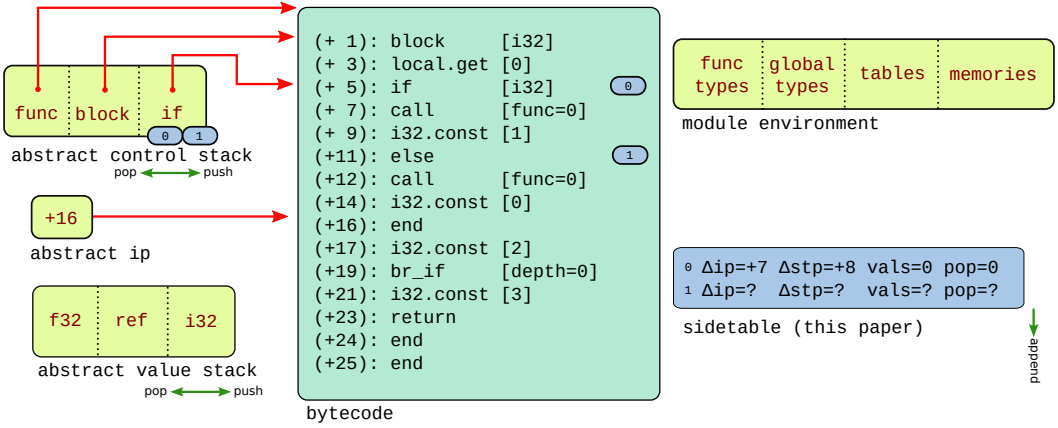 func block if
0 1
abstract control stack
pop push
+16
abstract ip
f32 ref i32
abstract value stack
pop push
(+ 1): block [i32]
(+ 3): local.get [0]
(+ 5): if [i32] 0
(+ 7): call [func=0]
(+ 9): i32.const [1]
(+11): else 1
(+12): call [func=0]
(+14): i32.const [0]
(+16): end
(+17): i32.const [2]
(+19): br_if [depth=0]
(+21): i32.const [3]
(+23): return
(+24): end
(+25): end
bytecode
func types
global types
tables
memories
module environment
0 Δip=+7 Δstp=+8 vals=0 pop=0
1 Δip=? Δstp=? vals=? pop=?
sidetable (this paper)
append